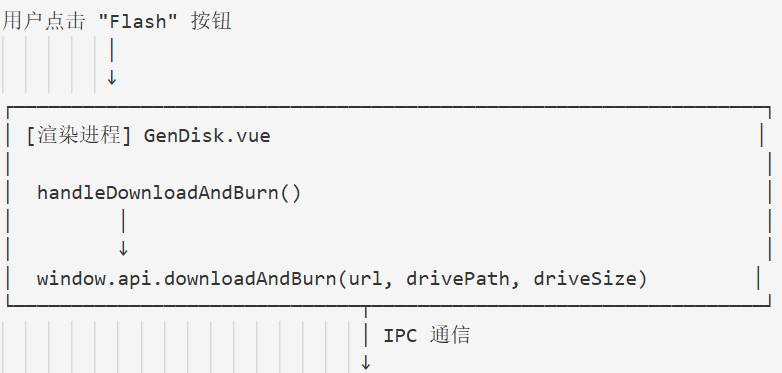 用户点击 "Flash" 按钮
[渲染进程] GenDisk.vue
handleDownloadAndBurn()
window.api.downloadAndBurn(url, drivePath, driveSize)
IPC 通信